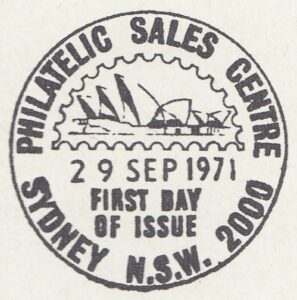 PHILATELIC SALES CENTRE
29 SEP 1971
FIRST DAY
OF ISSUE
SYDNEY N.S.W. 2000